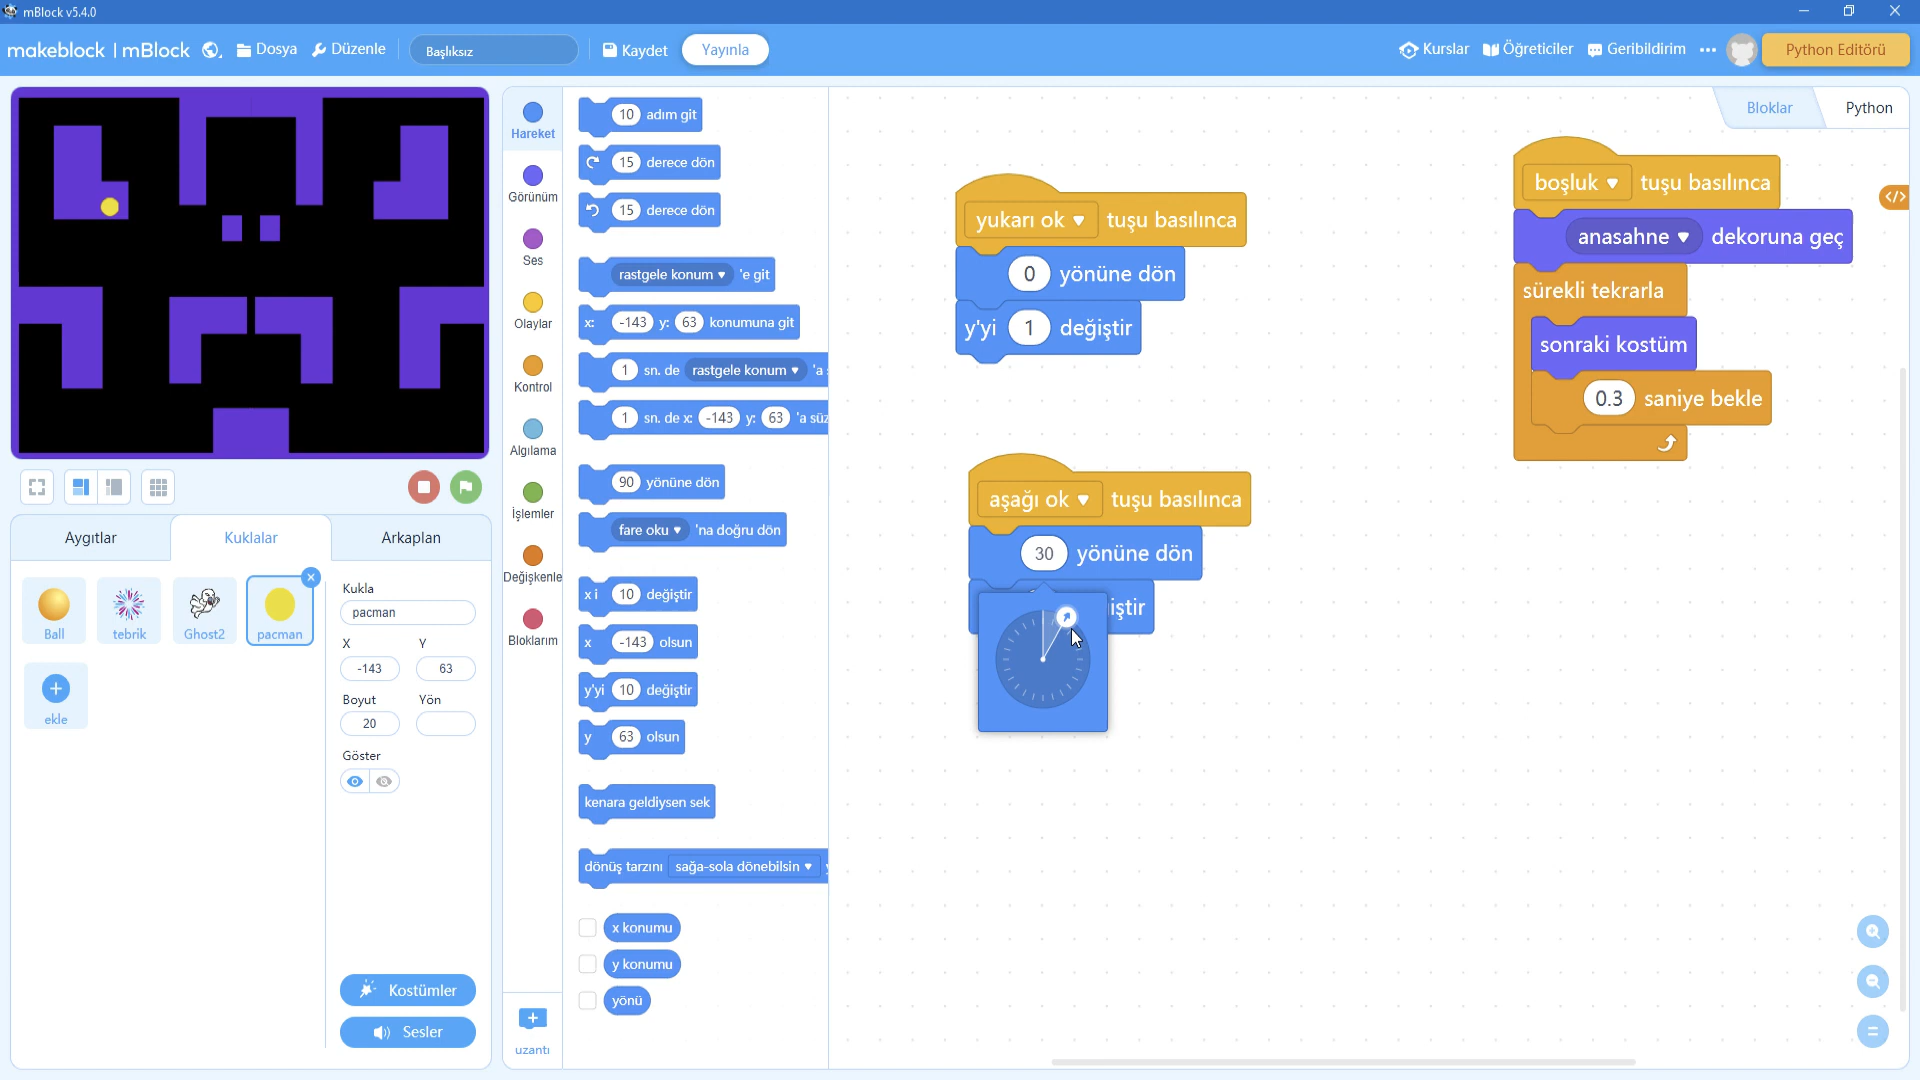 mBlock v5.4.0
makeblock | mBlock
Dosya
Düzenle
Başlıksız
Kaydet
Yayınla
Kurslar
Öğreticiler
Geribildirim
Python Editörü
Bloklar
Python
Hareket
Görünüm
Ses
Olaylar
Kontrol
Algılama
İşlemler
Değişkenle
Bloklarım
uzantı
10 adım git
15 derece dön
15 derece dön
rastgele konum 'e git
x: -143 y: 63 konumuna git
1 sn. de rastgele konum 'a
1 sn. de x: -143 y: 63 'a süz
90 yönüne dön
fare oku 'na doğru dön
x i 10 değiştir
x -143 olsun
y'yi 10 değiştir
y 63 olsun
kenara geldiysen sek
dönüş tarzını sağa-sola dönebilsin
x konumu
y konumu
yönü
yukarı ok tuşu basılınca
0 yönüne dön
y'yi 1 değiştir
aşağı ok tuşu basılınca
30 yönüne dön
iştir
boşluk tuşu basılınca
anasahne dekoruna geç
sürekli tekrarla
sonraki kostüm
0.3 saniye bekle
Aygıtlar
Kuklalar
Arkaplan
Ball
tebrik
Ghost2
pacman
ekle
Kukla
pacman
X
Y
-143
63
Boyut
Yön
20
Göster
Kostümler
Sesler